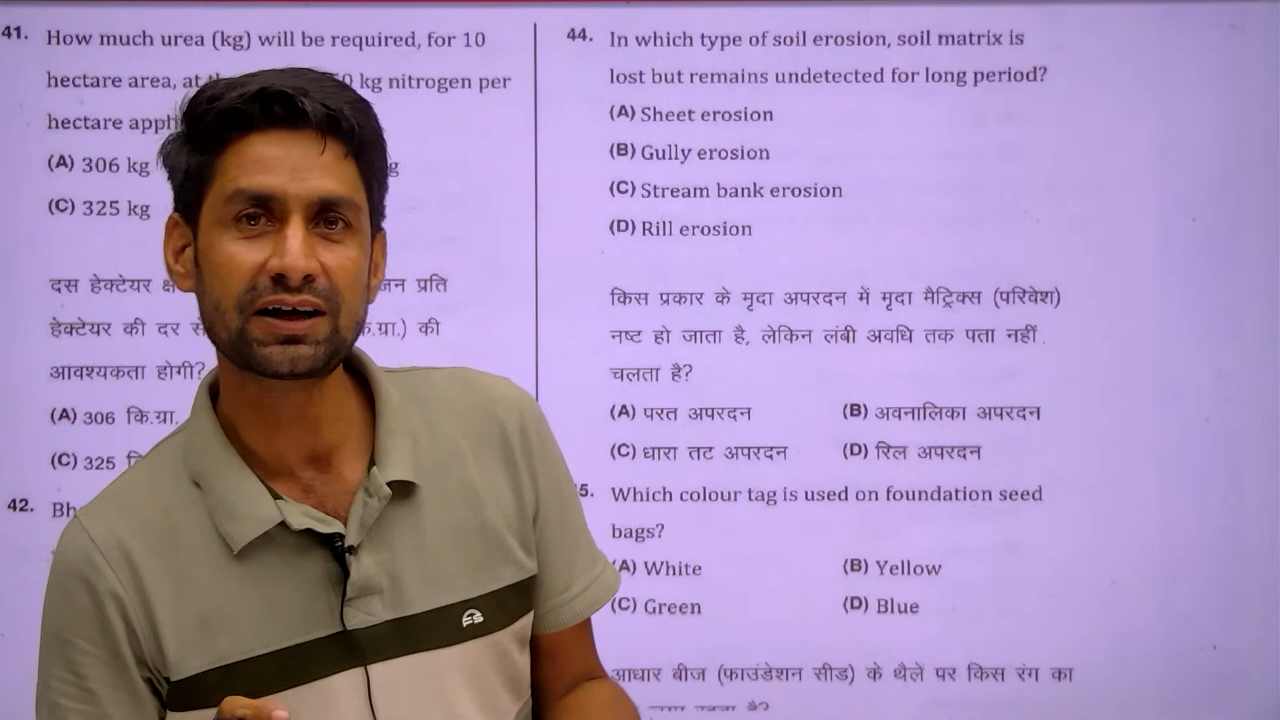 41. How much urea (kg) will be required, for 10
hectare area, at 0 kg nitrogen per
hectare
(A) 306 kg
(C) 325 kg
दस हेक्टेयर प्रति
हेक्टेयर की दर की
आवश्यकता होगी?
(A) 306 कि.ग्रा.
(C) 325
42.
44. In which type of soil erosion, soil matrix is
lost but remains undetected for long period?
(A) Sheet erosion
(B) Gully erosion
(C) Stream bank erosion
(D) Rill erosion
किस प्रकार के मृदा अपरदन में मृदा मैट्रिक्स (परिवेश)
नष्ट हो जाता है, लेकिन लंबी अवधि तक पता नहीं
चलता है?
(A) परत अपरदन (B) अवनालिका अपरदन
(C) धारा तट अपरदन (D) रिल अपरदन
5. Which colour tag is used on foundation seed
bags?
(A) White (B) Yellow
(C) Green (D) Blue
आधार बीज (फाउंडेशन सीड) के थैले पर किस रंग का
FS